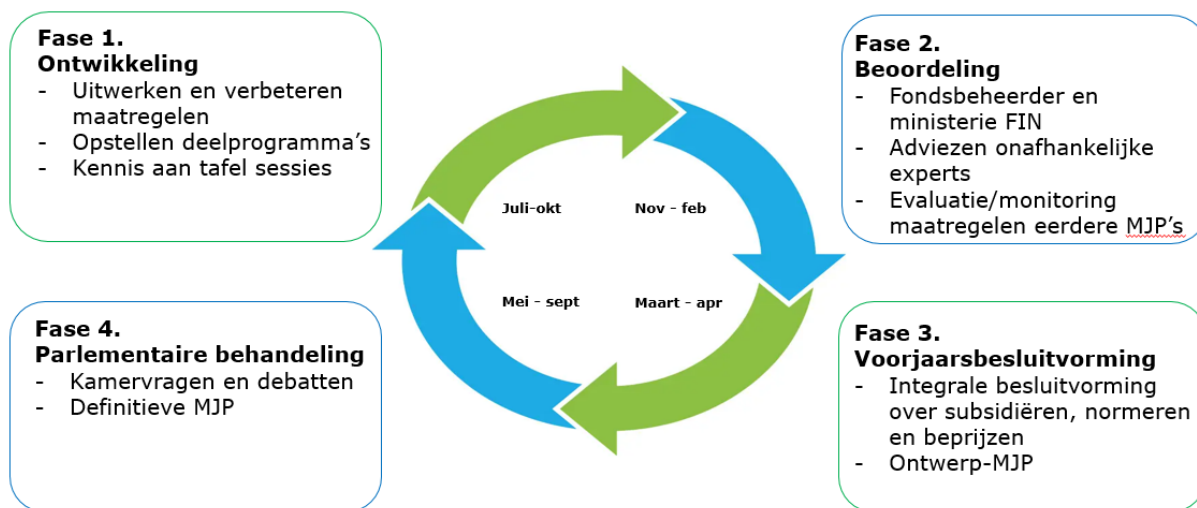 Fase 1.
Ontwikkeling
- Uitwerken en verbeteren
maatregelen
- Opstellen deelprogramma's
- Kennis aan tafel sessies
Fase 2.
Beoordeling
- Fondsbeheerder en
ministerie FIN
- Adviezen onafhankelijke
experts
- Evaluatie/monitoring
maatregelen eerdere MJP's
Juli-okt
Nov - feb
Mei - sept
Maart - apr
Fase 4.
Parlementaire behandeling
- Kamervragen en debatten
- Definitieve MJP
Fase 3.
Voorjaarsbesluitvorming
- Integrale besluitvorming
over subsidiëren, normeren
en beprijzen
- Ontwerp-MJP